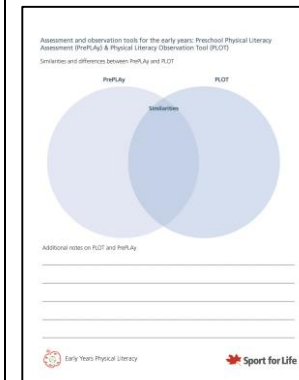 Assessment and observation tools for the early years: Preschool Physical Literacy
Assessment (PrePLAy) & Physical Literacy Observation Tool (PLOT)
Similarities and differences between PrePLAy and PLOT
PrePLAy PLOT
Similarities
Additional notes on PLOT and PrePLAy
Early Years Physical Literacy Sport for Life